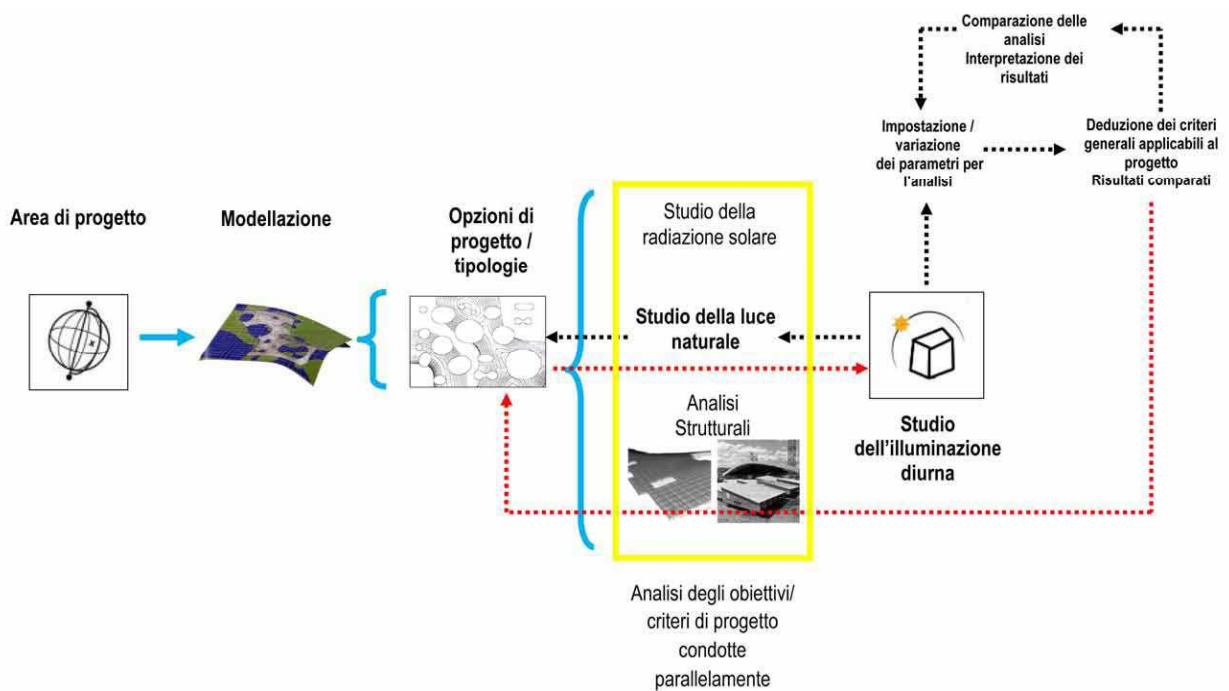 Comparazione delle
analisi
Interpretazione dei
risultati
Impostazione /
variazione
dei parametri per
l'analisi
Deduzione dei criteri
generali applicabili al
progetto
Risultati comparati
Area di progetto
Modellazione
Opzioni di
progetto /
tipologie
Studio della
radiazione solare
Studio della luce
naturale
Analisi
Strutturali
Studio
dell'illuminazione
diurna
Analisi degli obiettivi/
criteri di progetto
condotte
parallelamente